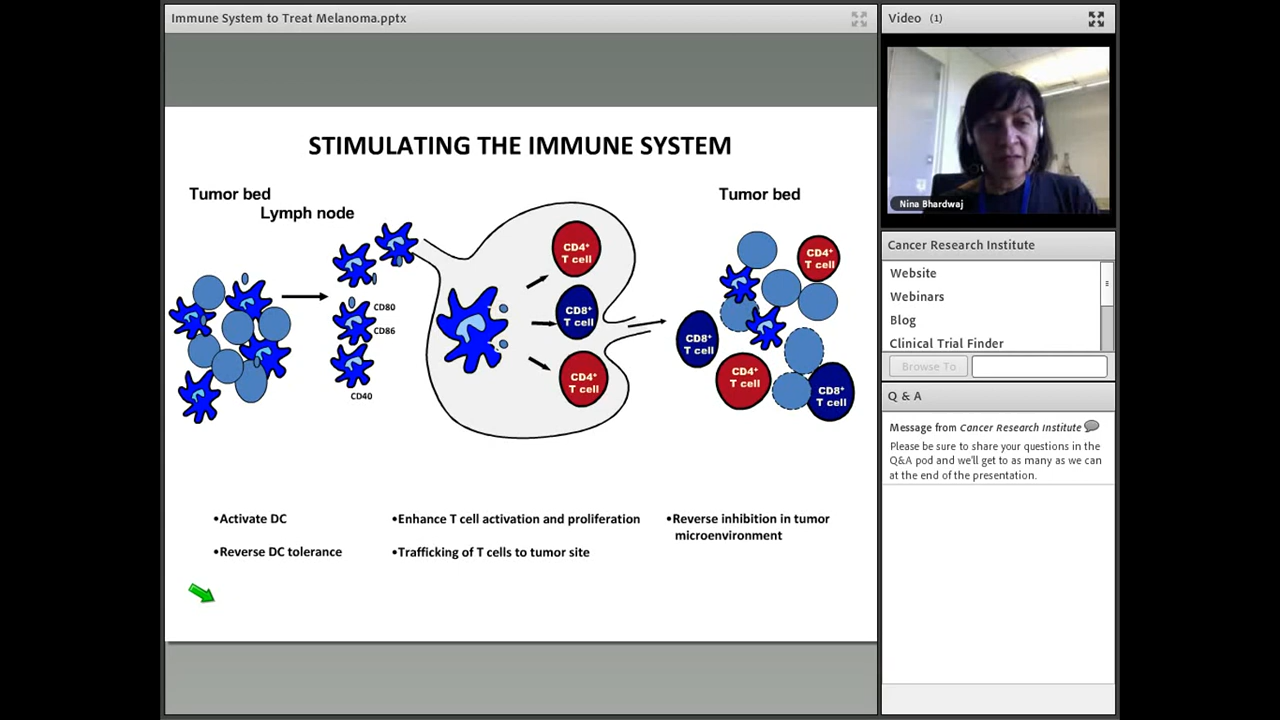 Immune System to Treat Melanoma.pptx
STIMULATING THE IMMUNE SYSTEM
Tumor bed
Lymph node
Tumor bed
CD80
CD86
CD40
CD4⁺
T cell
CD8⁺
T cell
CD4⁺
T cell
CD4⁺
T cell
CD8⁺
T cell
CD4⁺
T cell
CD8⁺
T cell
•Activate DC
•Reverse DC tolerance
•Enhance T cell activation and proliferation
•Trafficking of T cells to tumor site
•Reverse inhibition in tumor
microenvironment
Video (1)
Nina Bhardwaj
Cancer Research Institute
Website
Webinars
Blog
Clinical Trial Finder
Browse To
Q & A
Message from Cancer Research Institute
Please be sure to share your questions in the
Q&A pod and we'll get to as many as we can
at the end of the presentation.